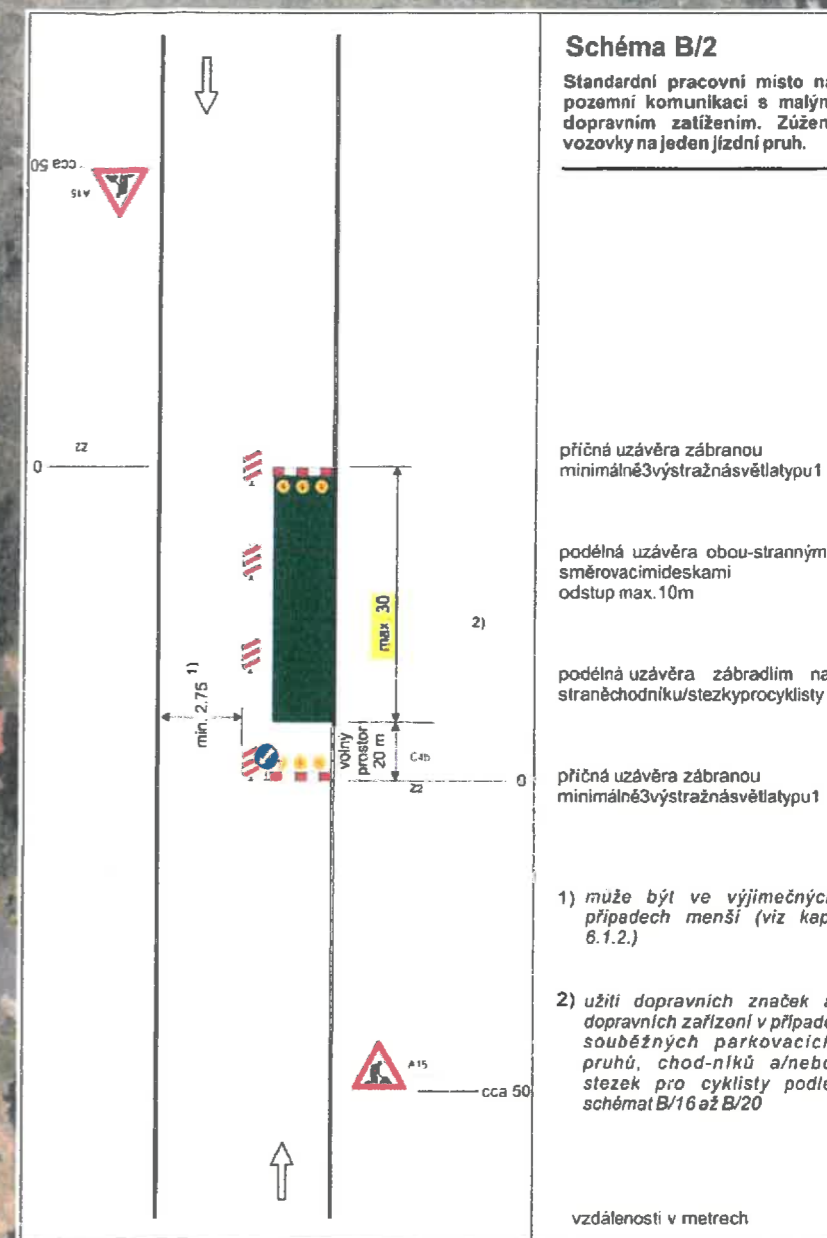 Schéma B/2
Standardní pracovní místo na
pozemní komunikaci s malým
dopravním zatížením. Zúžení
vozovky na jeden jízdní pruh.
cca 50
A15
Z2
0
příčná uzávěra zábranou
minimálně3výstražnásvětlatypu1
podélná uzávěra obou-stranným
směrovacimideskami
odstup max.10m
max. 30
2)
podélná uzávěra zábradlím na
straněchodníku/stezkyprocyklisty
min. 2.75 1)
volný
prostor
20 m
C4b
Z2
0
příčná uzávěra zábranou
minimálně3výstražnásvětlatypu1
1) může být ve výjimečných
případech menší (viz kap
6.1.2.)
2) užití dopravních značek a
dopravních zařízení v případě
souběžných parkovacích
pruhů, chod-níků a/nebo
stezek pro cyklisty podle
schémat B/16 až B/20
A15
cca 50
vzdálenosti v metrech